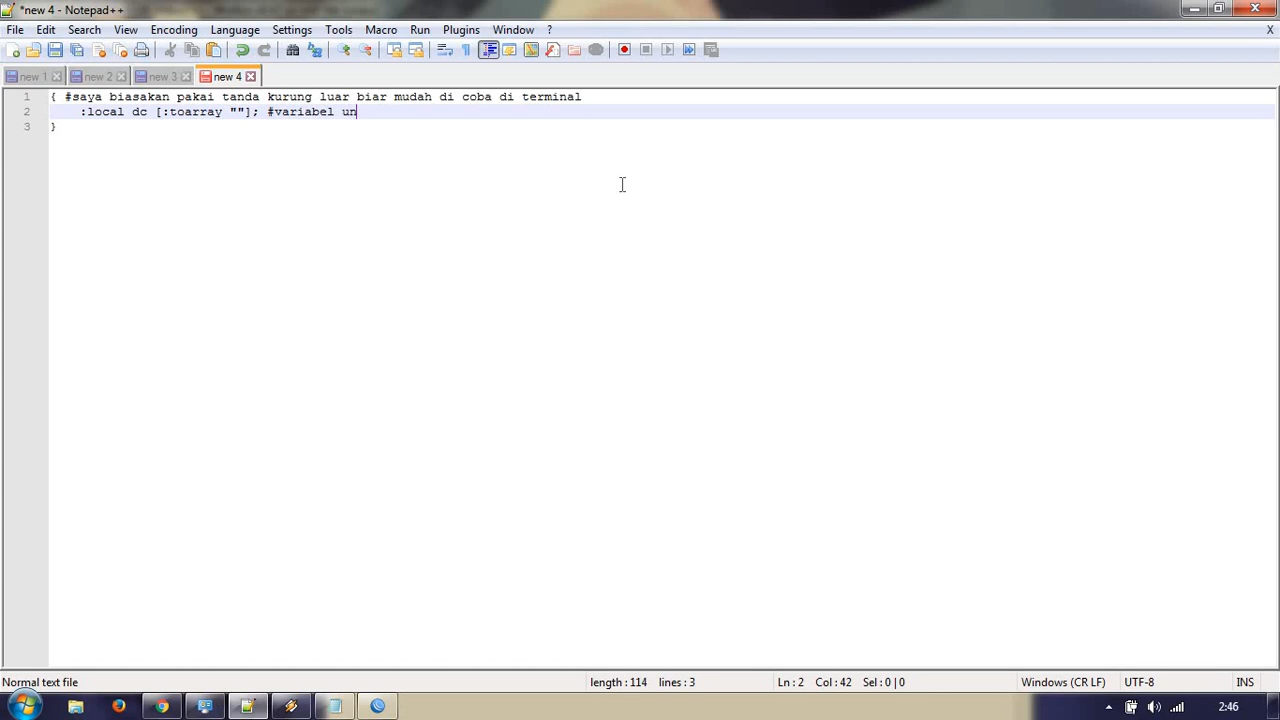 *new 4 - Notepad++
File Edit Search View Encoding Language Settings Tools Macro Run Plugins Window ? X
new 1 new 2 new 3 new 4
1 { #saya biasakan pakai tanda kurung luar biar mudah di coba di terminal
2 :local dc [:toarray ""]; #variabel un
3 }
Normal text file length : 114 lines : 3 Ln : 2 Col : 42 Sel : 0 | 0 Windows (CR LF) UTF-8 INS
2:46